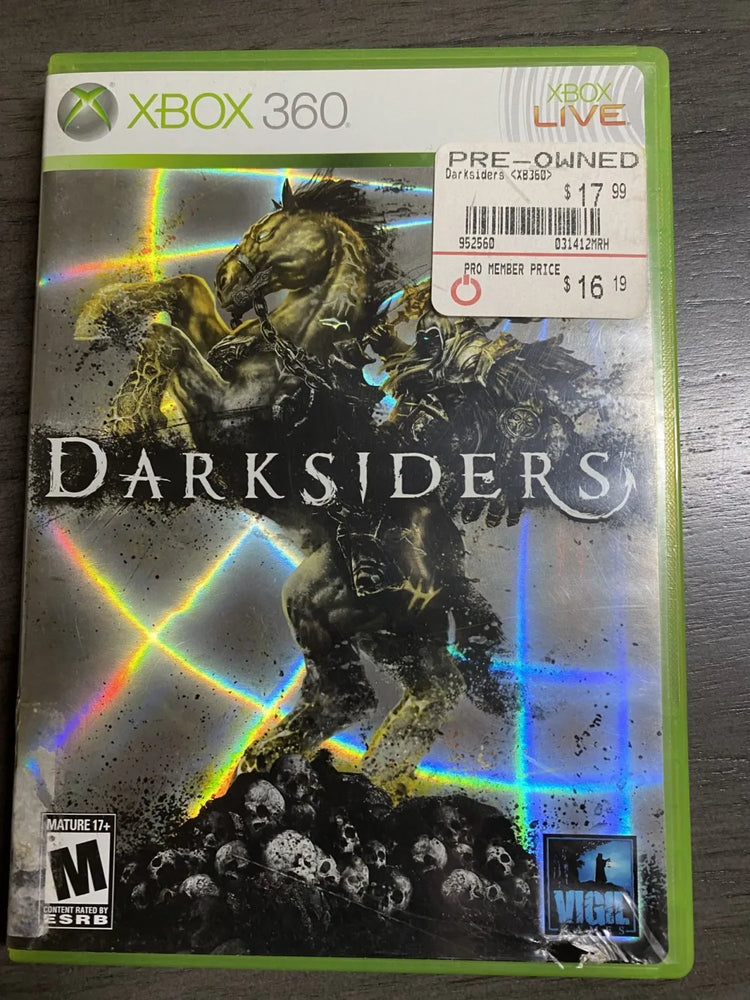 XBOX 360
XBOX
LIVE
PRE-OWNED
Darksiders <XB360>
$ 17 99
952560 031412MRH
PRO MEMBER PRICE
$ 16 19
DARKSIDERS
MATURE 17+
M
CONTENT RATED BY
ESRB
VIGIL
GAMES